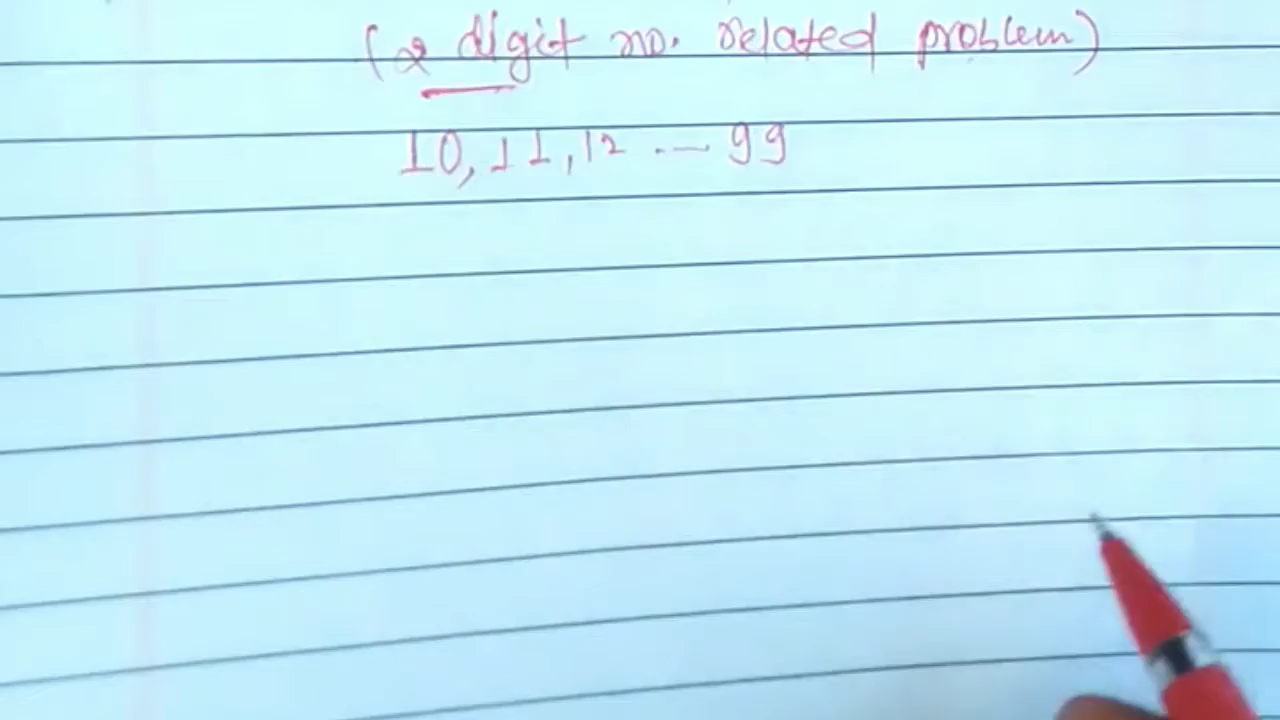 (2 digit no. related problem)
10, 11, 12 .— 99